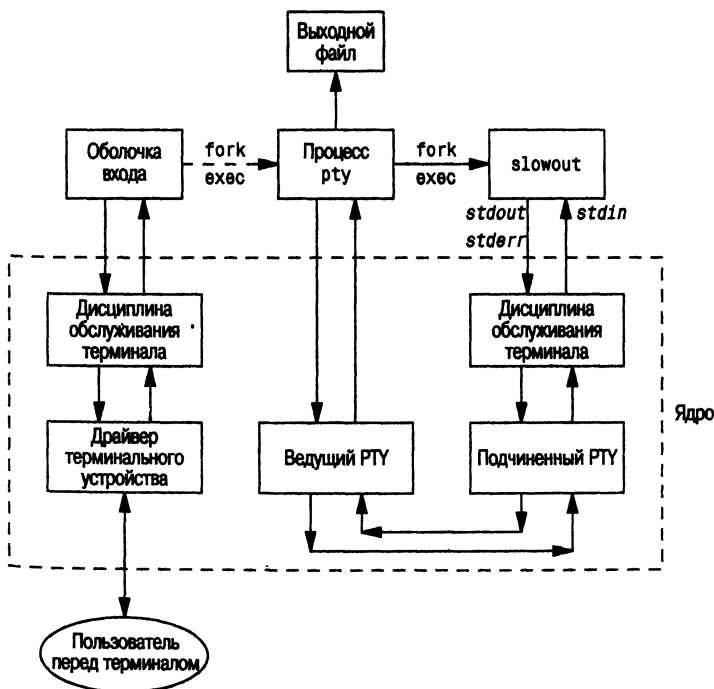 Выходной
файл
Оболочка
входа
fork
exec
Процесс
pty
fork
exec
slowout
stdout
stderr
stdin
Дисциплина
обслуживания
терминала
Дисциплина
обслуживания
терминала
Драйвер
терминального
устройства
Ведущий PTY
Подчиненный PTY
Ядро
Пользователь
перед терминалом